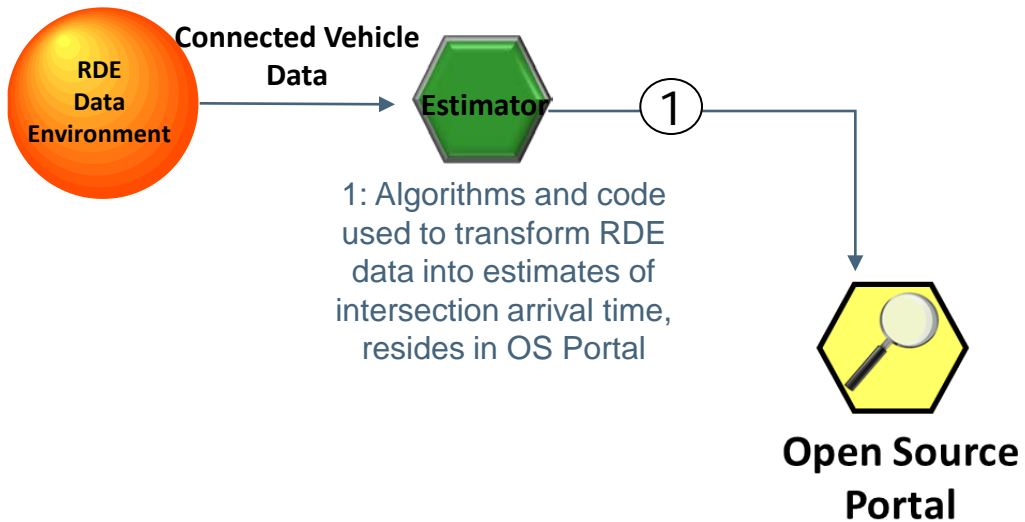 RDE
Data
Environment
Connected Vehicle
Data
Estimator
1
1: Algorithms and code
used to transform RDE
data into estimates of
intersection arrival time,
resides in OS Portal
Open Source
Portal